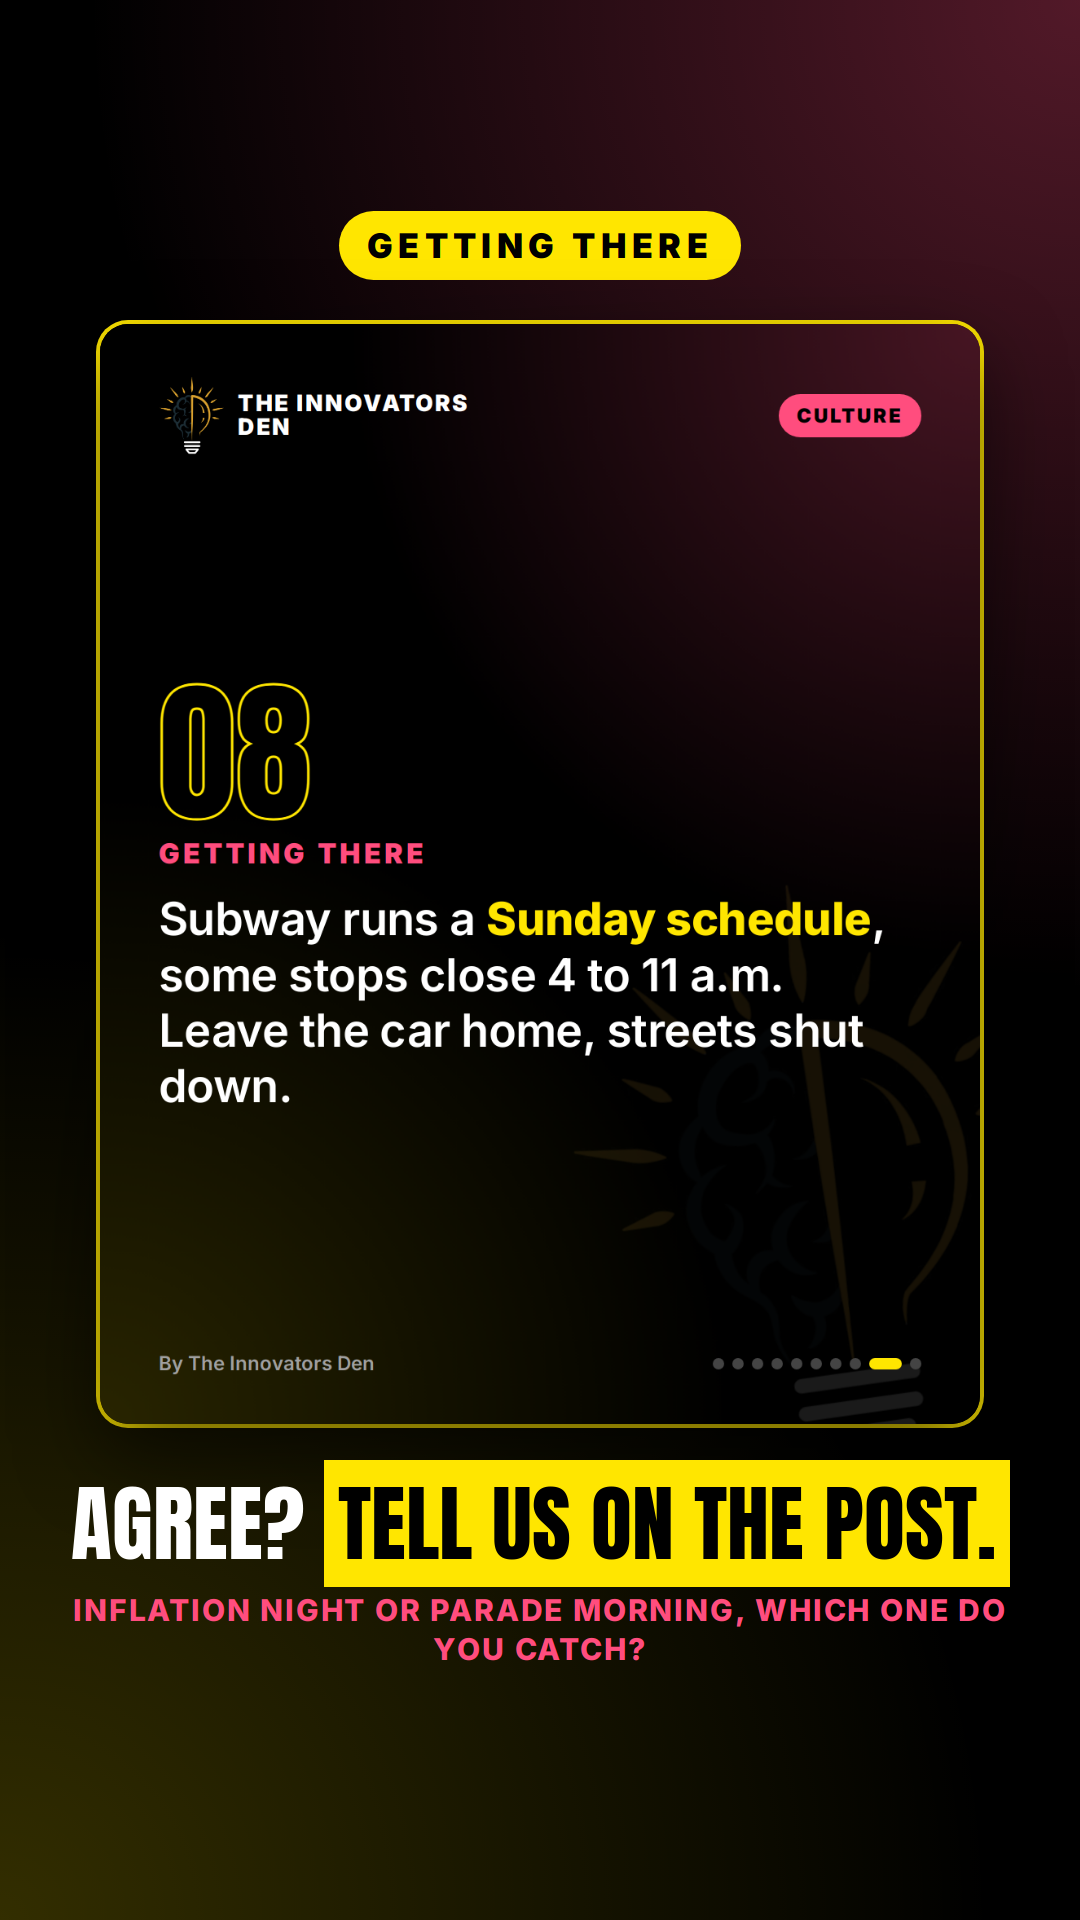 GETTING THERE
THE INNOVATORS
DEN
CULTURE
08
GETTING THERE
Subway runs a Sunday schedule,
some stops close 4 to 11 a.m.
Leave the car home, streets shut
down.
By The Innovators Den
AGREE? TELL US ON THE POST.
INFLATION NIGHT OR PARADE MORNING, WHICH ONE DO
YOU CATCH?